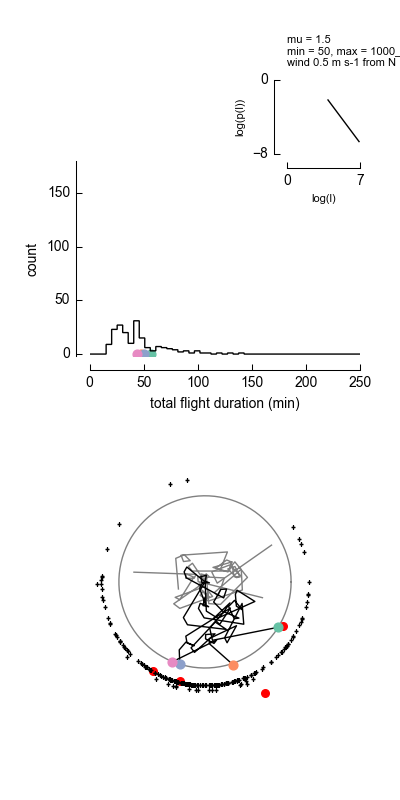 mu = 1.5
min = 50, max = 1000_
wind 0.5 m s-1 from N
0
log(p(l))
−8
0 7
log(l)
150
100
50
0
count
0 50 100 150 200 250
total flight duration (min)